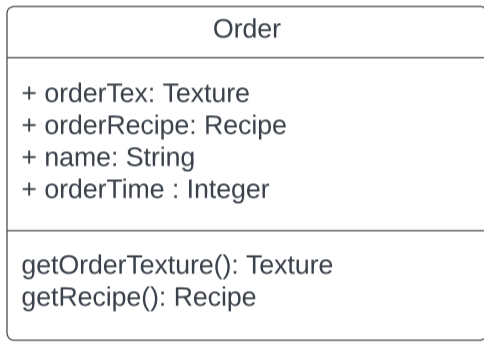 Order
+ orderTex: Texture
+ orderRecipe: Recipe
+ name: String
+ orderTime : Integer
getOrderTexture(): Texture
getRecipe(): Recipe